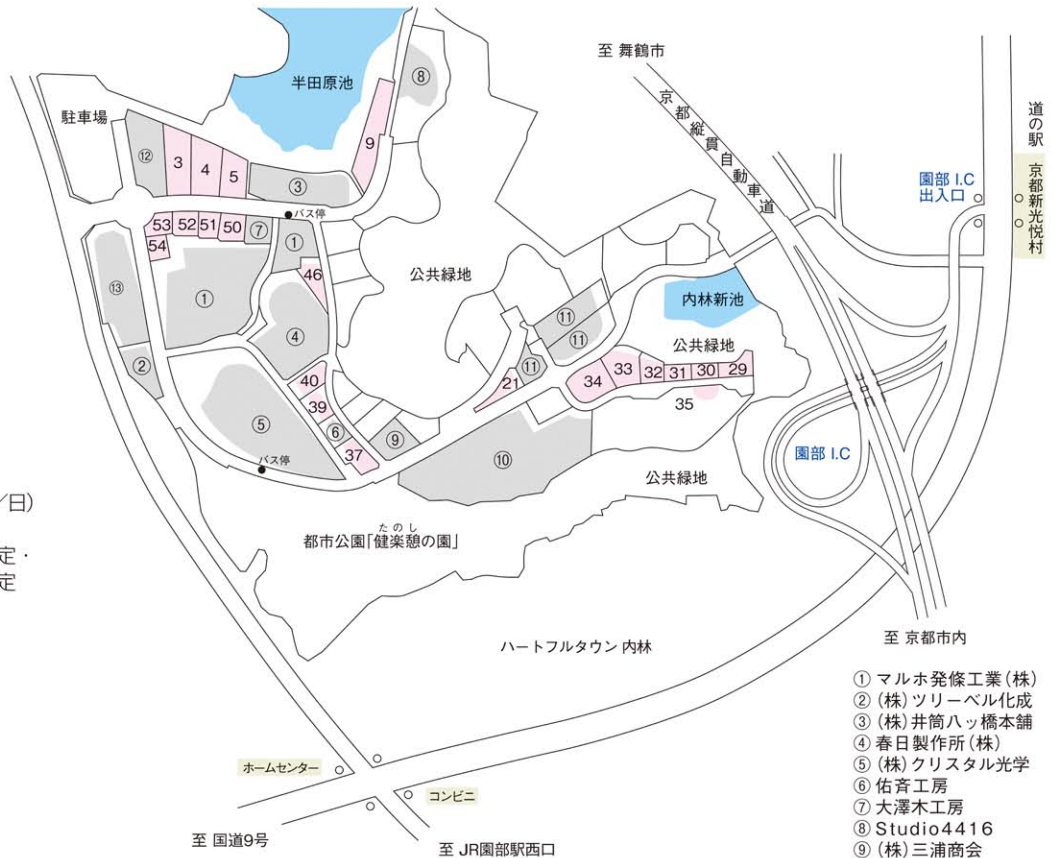 至 舞鶴市
半田原池
⑧
京都縦貫自動車道
道の駅
京都新光悦村
駐車場
9
⑫
3
4
5
③
園部 I.C
出入口
バス停
53
52
51
50
⑦
①
54
46
公共緑地
⑬
①
内林新池
⑪
⑪
④
公共緑地
②
⑪
40
21
34
33
32
31
30
29
39
35
⑤
⑥
⑨
37
⑩
園部 I.C
バス停
公共緑地
/日)
たのし
都市公園「健楽憩の園」
定・
定
ハートフルタウン 内林
至 京都市内
① マルホ発條工業(株)
② (株)ツリーベル化成
③ (株)井筒八ッ橋本舗
④ 春日製作所(株)
⑤ (株)クリスタル光学
⑥ 佑斉工房
⑦ 大澤木工房
⑧ Studio4416
⑨ (株)三浦商会
ホームセンター
コンビニ
至 国道9号
至 JR園部駅西口